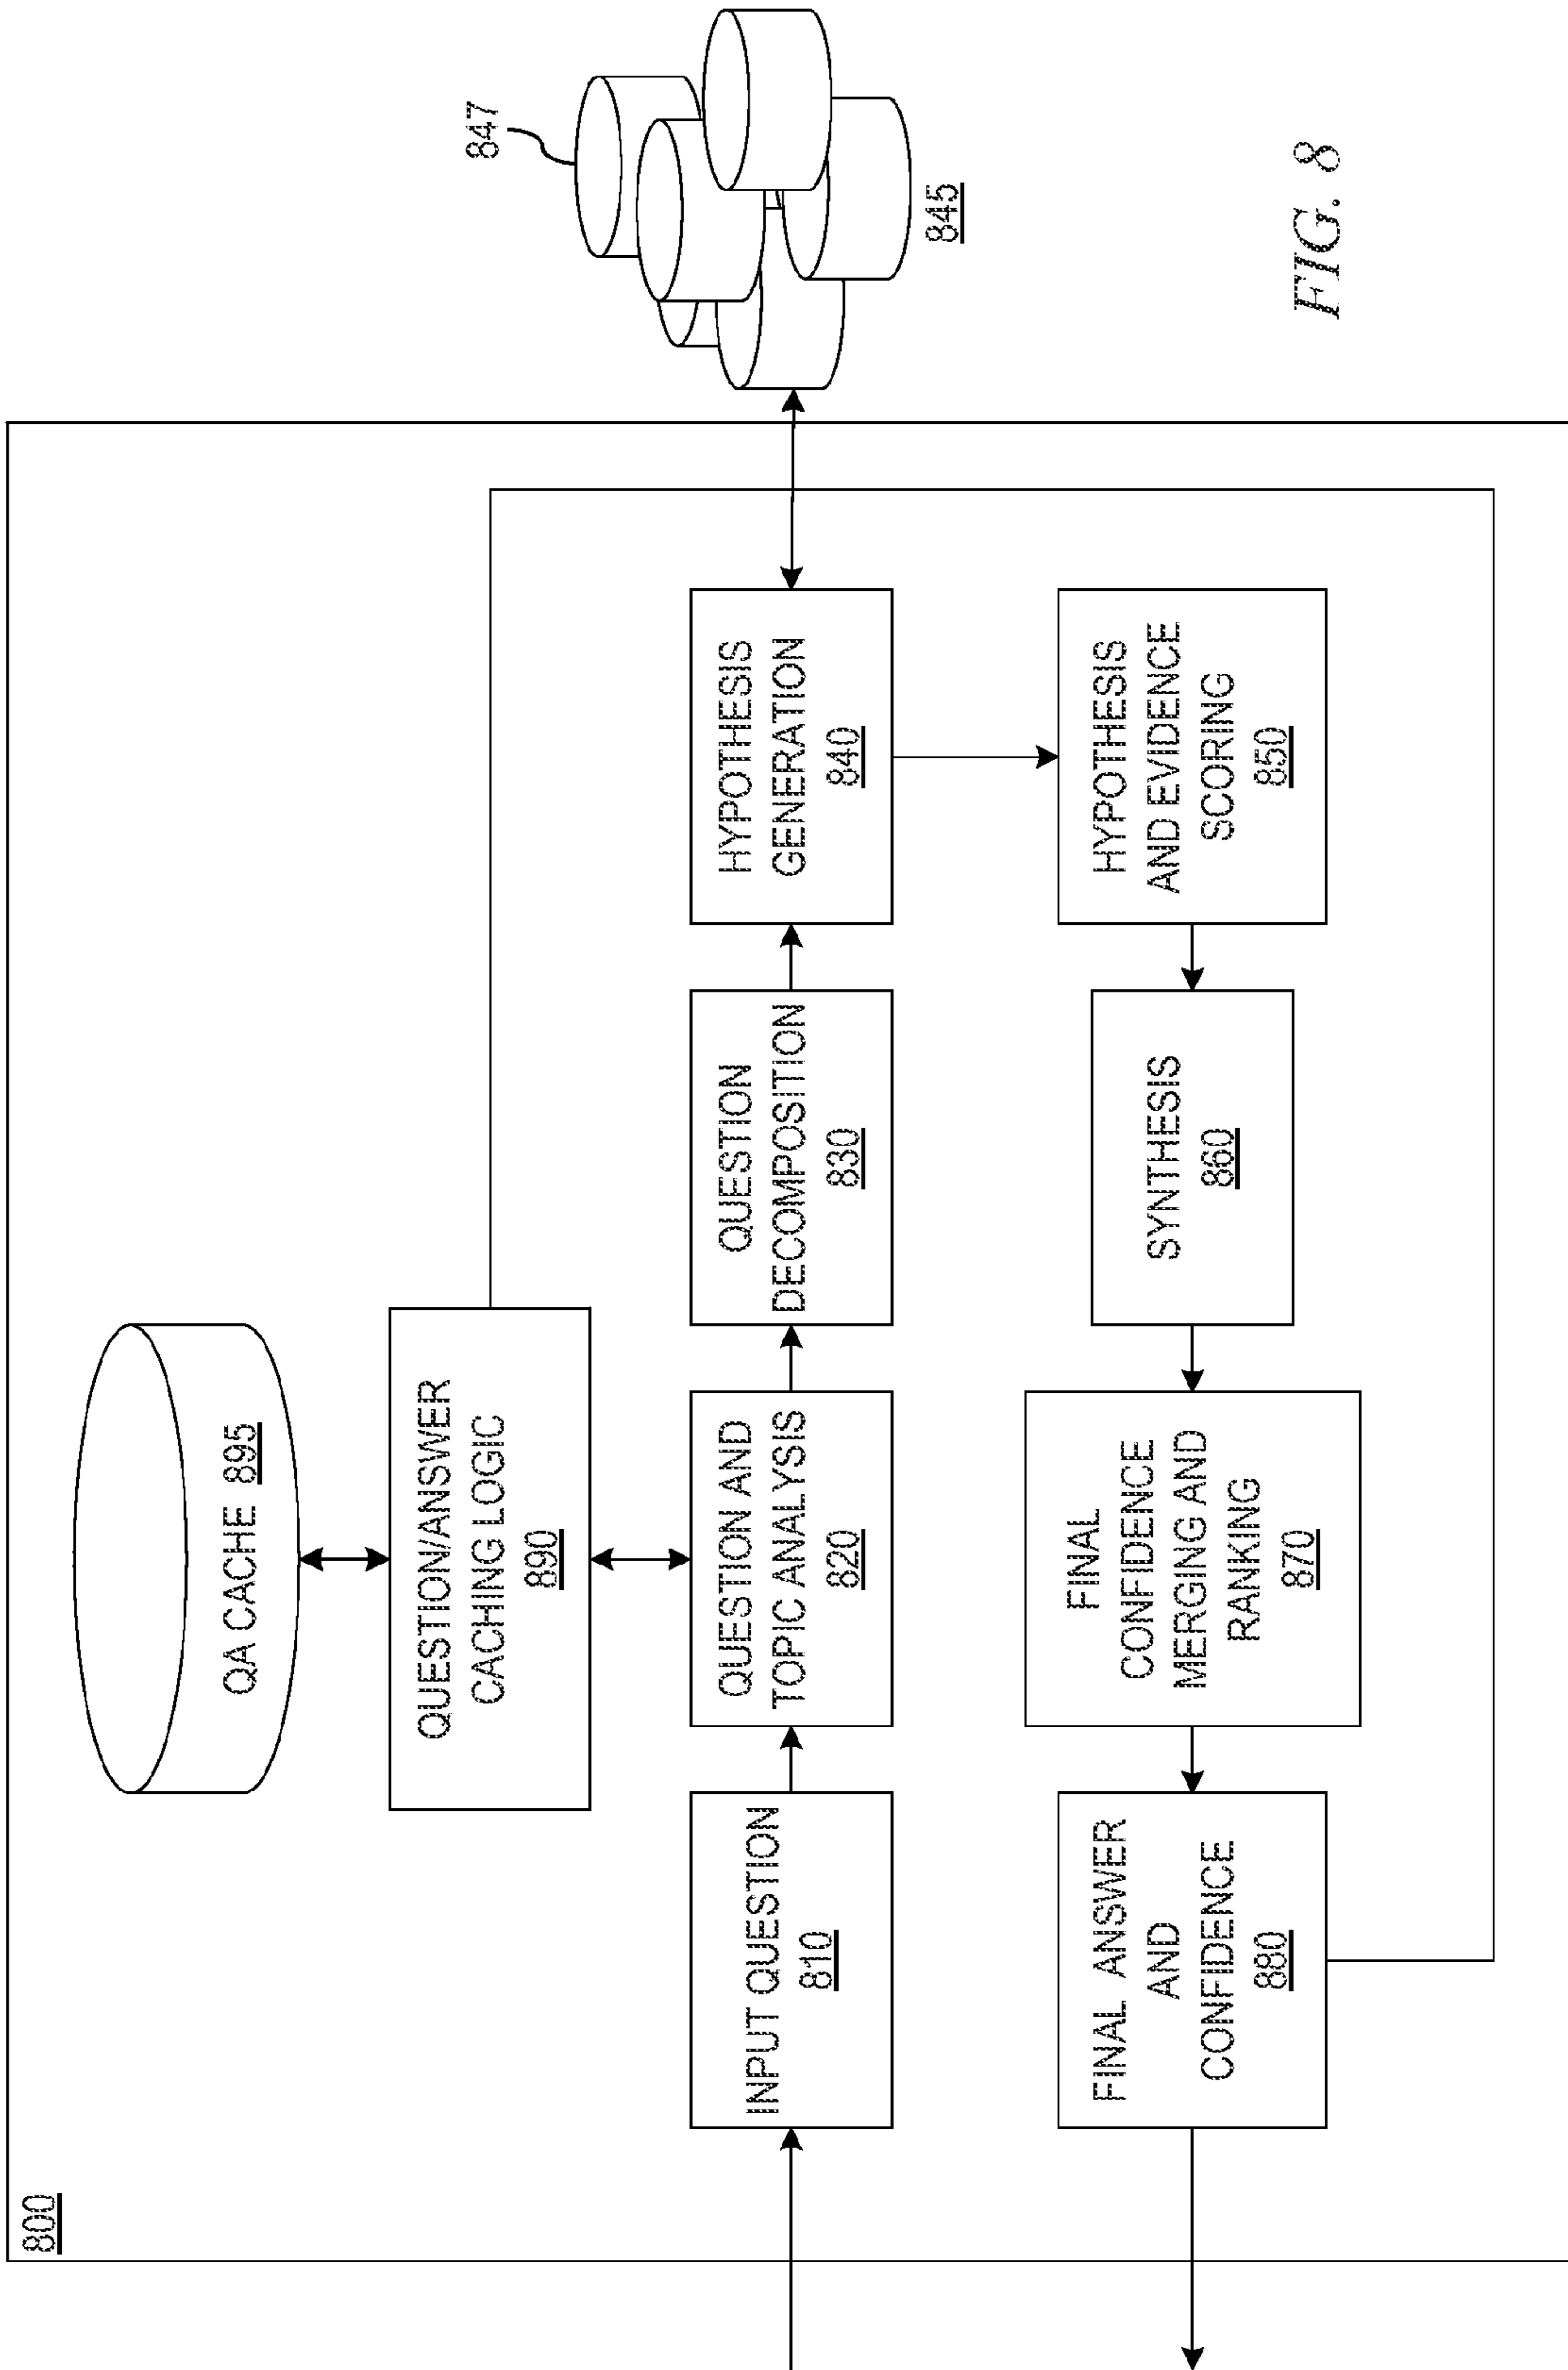 800
QA CACHE 895
QUESTION/ANSWER
CACHING LOGIC
890
INPUT QUESTION
810
QUESTION AND
TOPIC ANALYSIS
820
QUESTION
DECOMPOSITION
830
HYPOTHESIS
GENERATION
840
847
845
FINAL ANSWER
AND
CONFIDENCE
880
FINAL
CONFIDENCE
MERGING AND
RANKING
870
SYNTHESIS
860
HYPOTHESIS
AND EVIDENCE
SCORING
850
FIG. 8